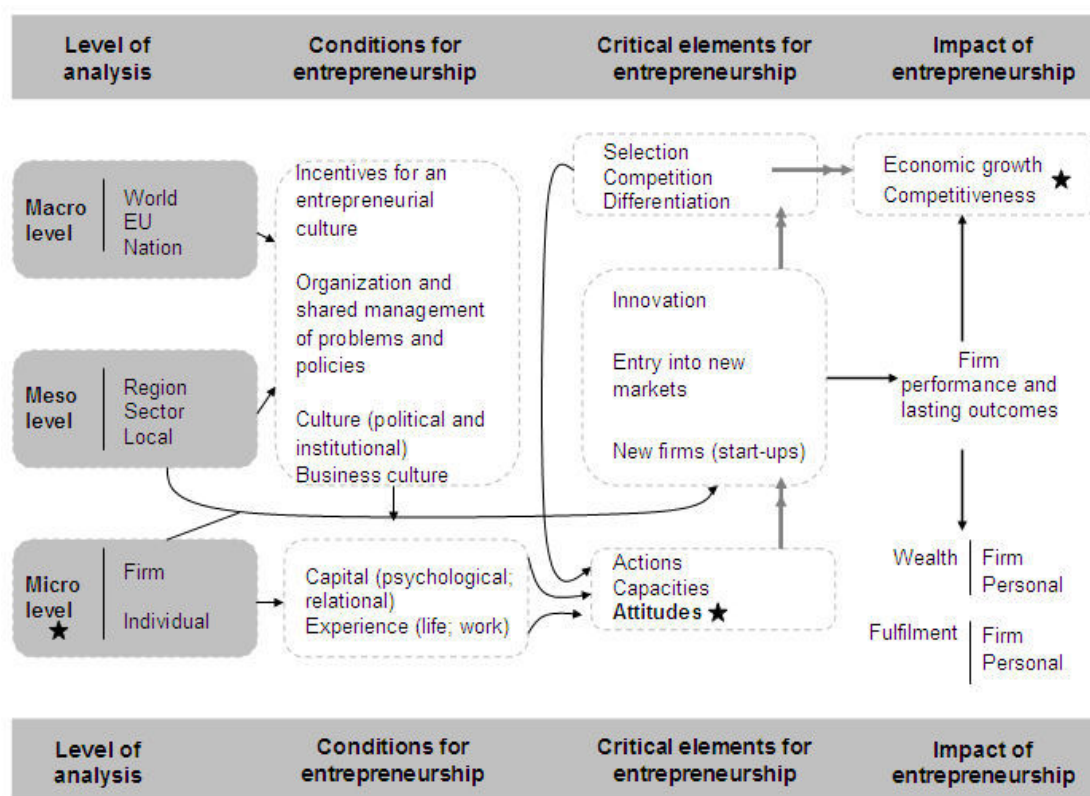 Level of
analysis
Conditions for
entrepreneurship
Critical elements for
entrepreneurship
Impact of
entrepreneurship
Macro
level
World
EU
Nation
Incentives for an
entrepreneurial
culture
Organization and
shared management
of problems and
policies
Culture (political and
institutional)
Business culture
Selection
Competition
Differentiation
Economic growth
Competitiveness
Meso
level
Region
Sector
Local
Innovation
Entry into new
markets
New firms (start-ups)
Firm
performance and
lasting outcomes
Micro
level
Firm
Individual
Capital (psychological;
relational)
Experience (life; work)
Actions
Capacities
Attitudes
Wealth
Firm
Personal
Fulfilment
Firm
Personal
Level of
analysis
Conditions for
entrepreneurship
Critical elements for
entrepreneurship
Impact of
entrepreneurship